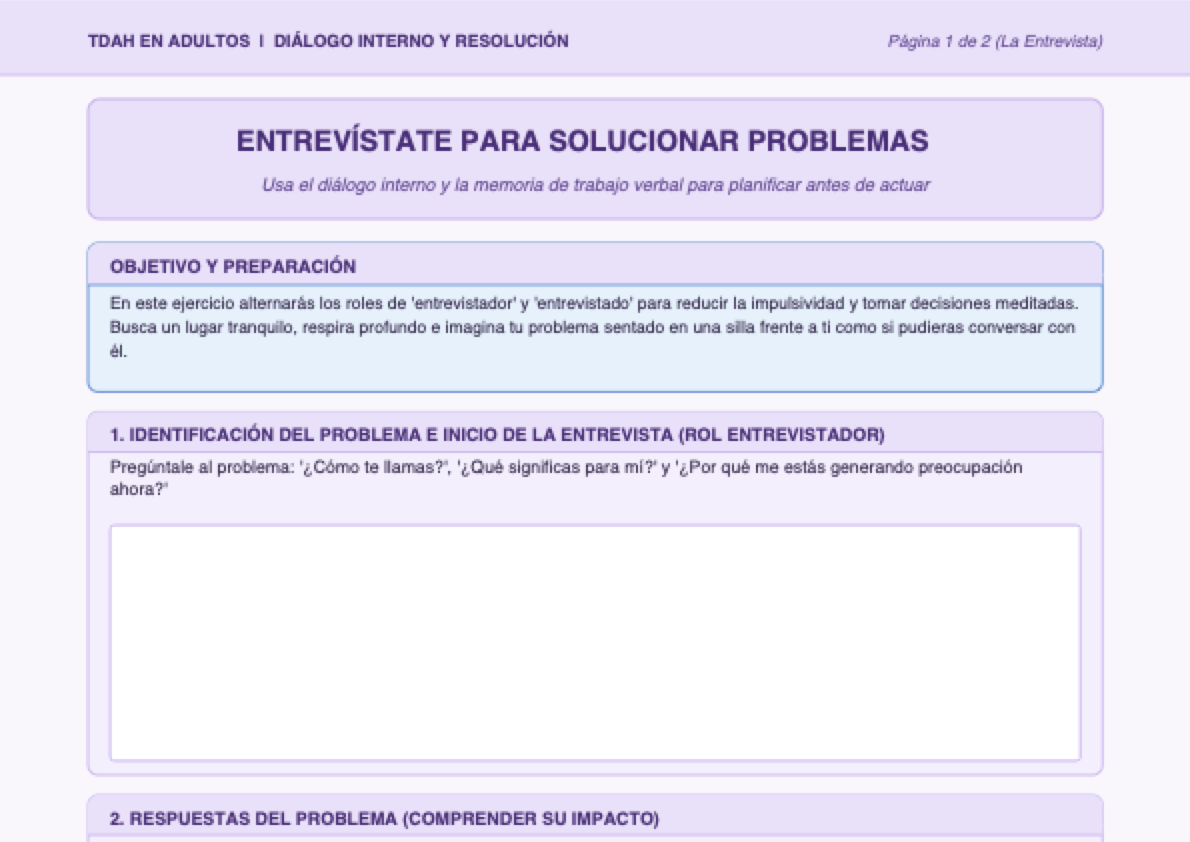 TDAH EN ADULTOS | DIÁLOGO INTERNO Y RESOLUCIÓN
Página 1 de 2 (La Entrevista)
ENTREVÍSTATE PARA SOLUCIONAR PROBLEMAS
Usa el diálogo interno y la memoria de trabajo verbal para planificar antes de actuar
OBJETIVO Y PREPARACIÓN
En este ejercicio alternarás los roles de 'entrevistador' y 'entrevistado' para reducir la impulsividad y tomar decisiones meditadas.
Busca un lugar tranquilo, respira profundo e imagina tu problema sentado en una silla frente a ti como si pudieras conversar con
él.
1. IDENTIFICACIÓN DEL PROBLEMA E INICIO DE LA ENTREVISTA (ROL ENTREVISTADOR)
Pregúntale al problema: '¿Cómo te llamas?', '¿Qué significas para mí?' y '¿Por qué me estás generando preocupación
ahora?'
2. RESPUESTAS DEL PROBLEMA (COMPRENDER SU IMPACTO)